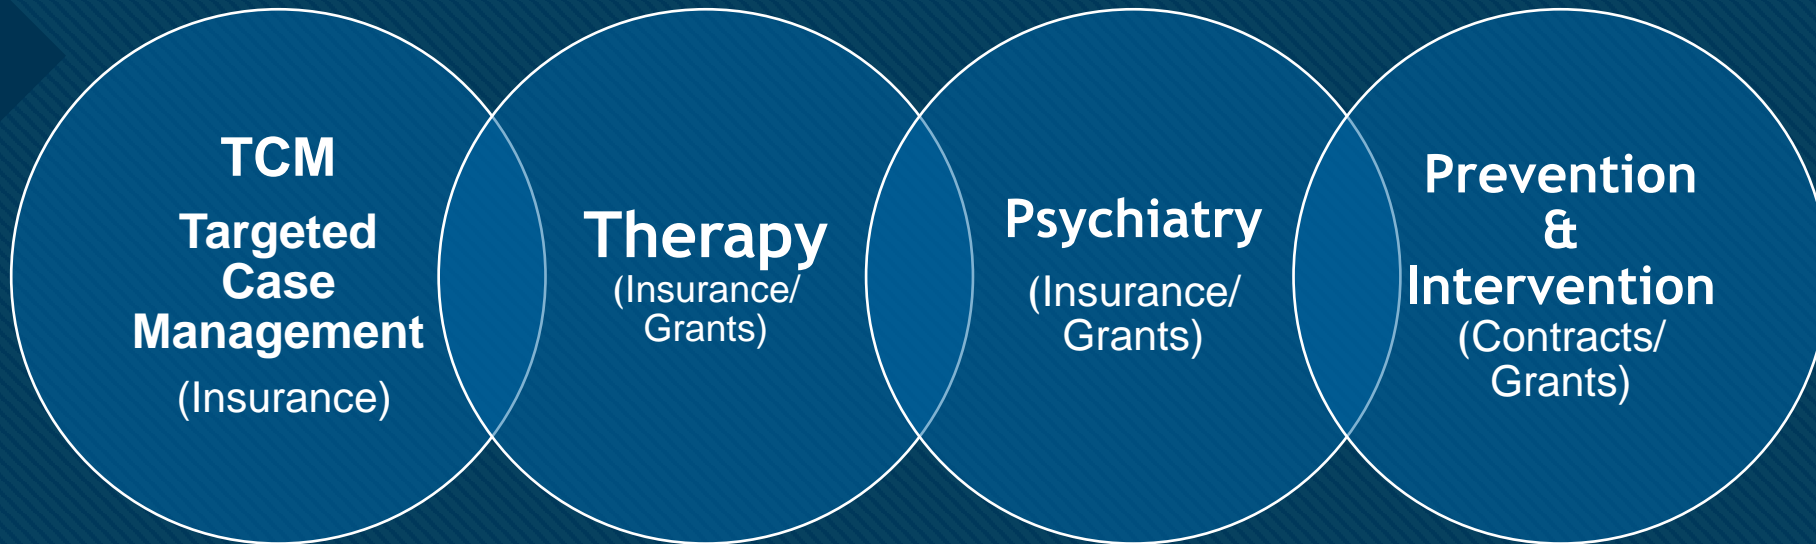 TCM
Targeted
Case
Management
(Insurance)
Therapy
(Insurance/
Grants)
Psychiatry
(Insurance/
Grants)
Prevention
&
Intervention
(Contracts/
Grants)